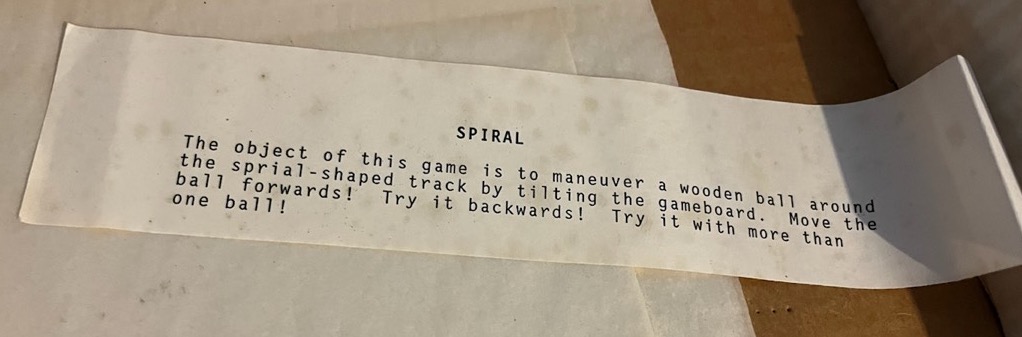 SPIRAL
The object of this game is to maneuver a wooden ball around
the sprial-shaped track by tilting the gameboard.  Move the
ball forwards!  Try it backwards!  Try it with more than
one ball!